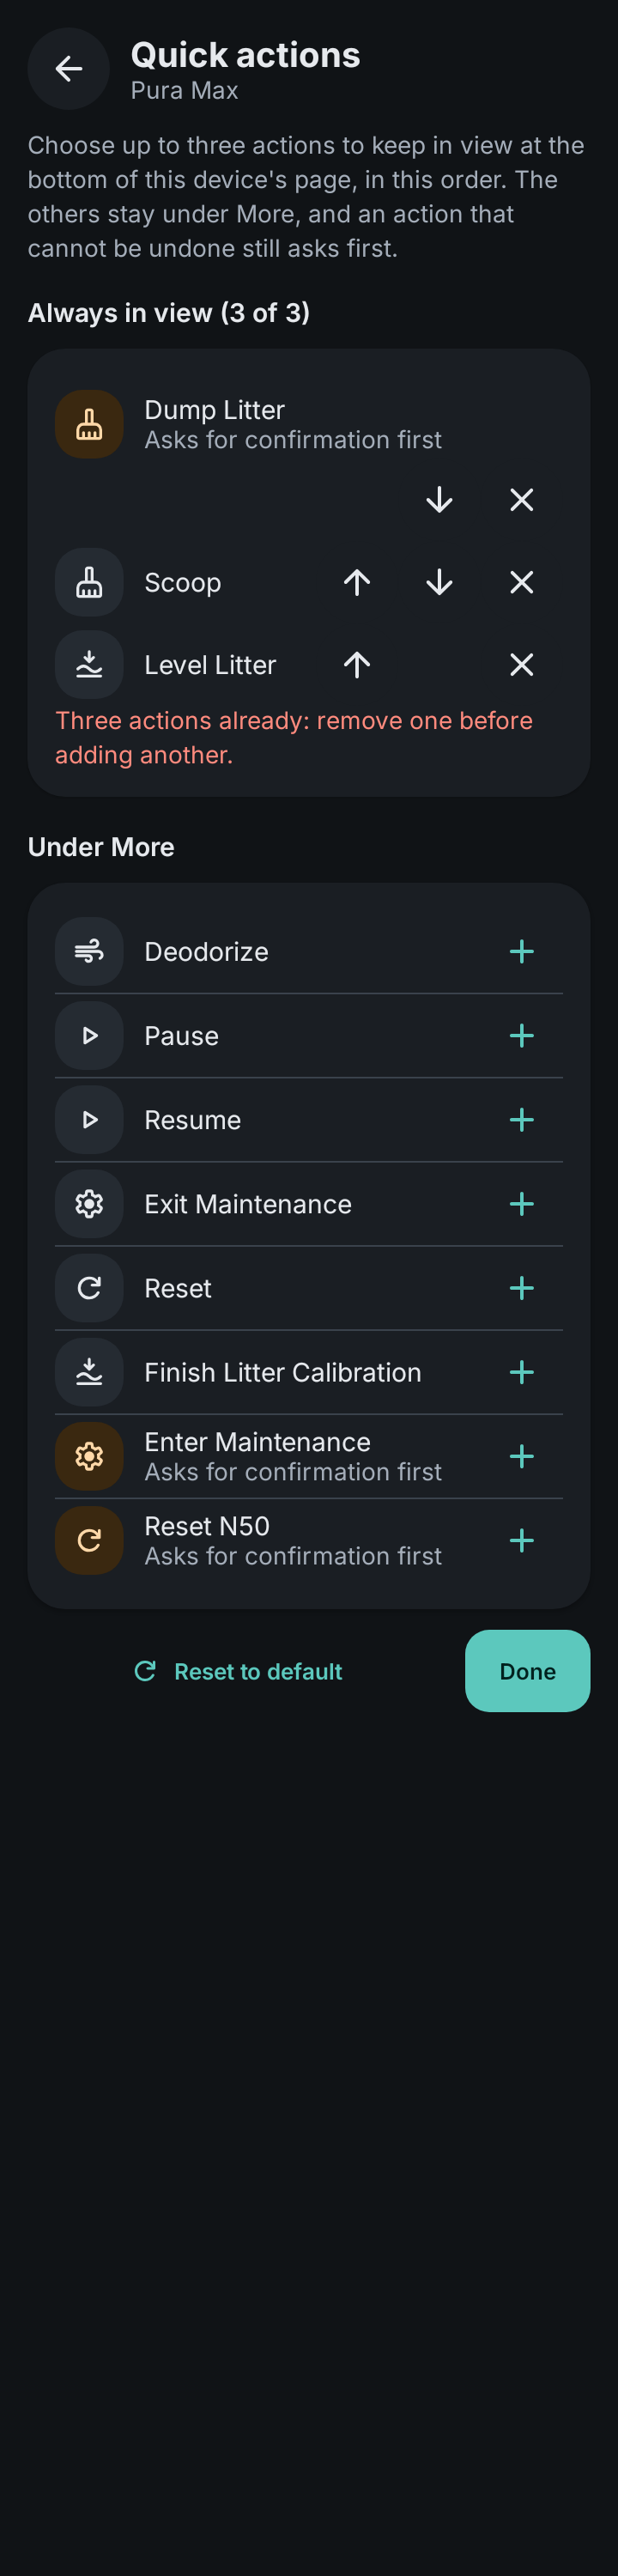 Quick actions
Pura Max
Choose up to three actions to keep in view at the
bottom of this device's page, in this order. The
others stay under More, and an action that
cannot be undone still asks first.
Always in view (3 of 3)
Dump Litter
Asks for confirmation first
Scoop
Level Litter
Three actions already: remove one before
adding another.
Under More
Deodorize
Pause
Resume
Exit Maintenance
Reset
Finish Litter Calibration
Enter Maintenance
Asks for confirmation first
Reset N50
Asks for confirmation first
Reset to default
Done